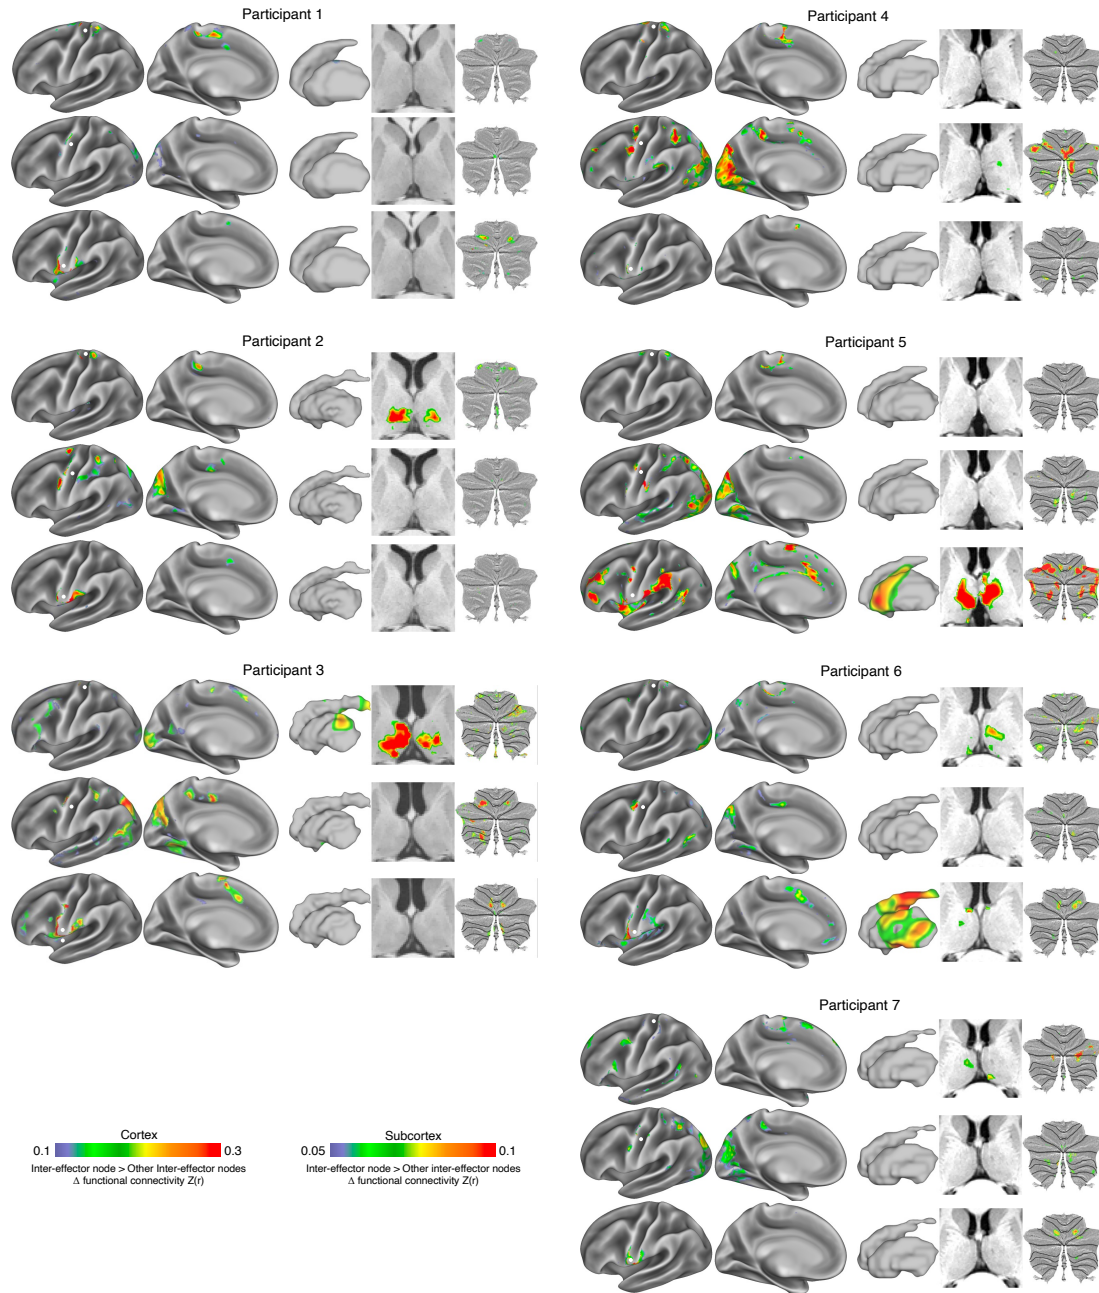 Participant 1
Participant 4
Participant 2
Participant 5
Participant 3
Participant 6
Participant 7
Cortex
0.1 0.3
Inter-effector node > Other Inter-effector nodes
Δ functional connectivity Z(r)
Subcortex
0.05 0.1
Inter-effector node > Other inter-effector nodes
Δ functional connectivity Z(r)